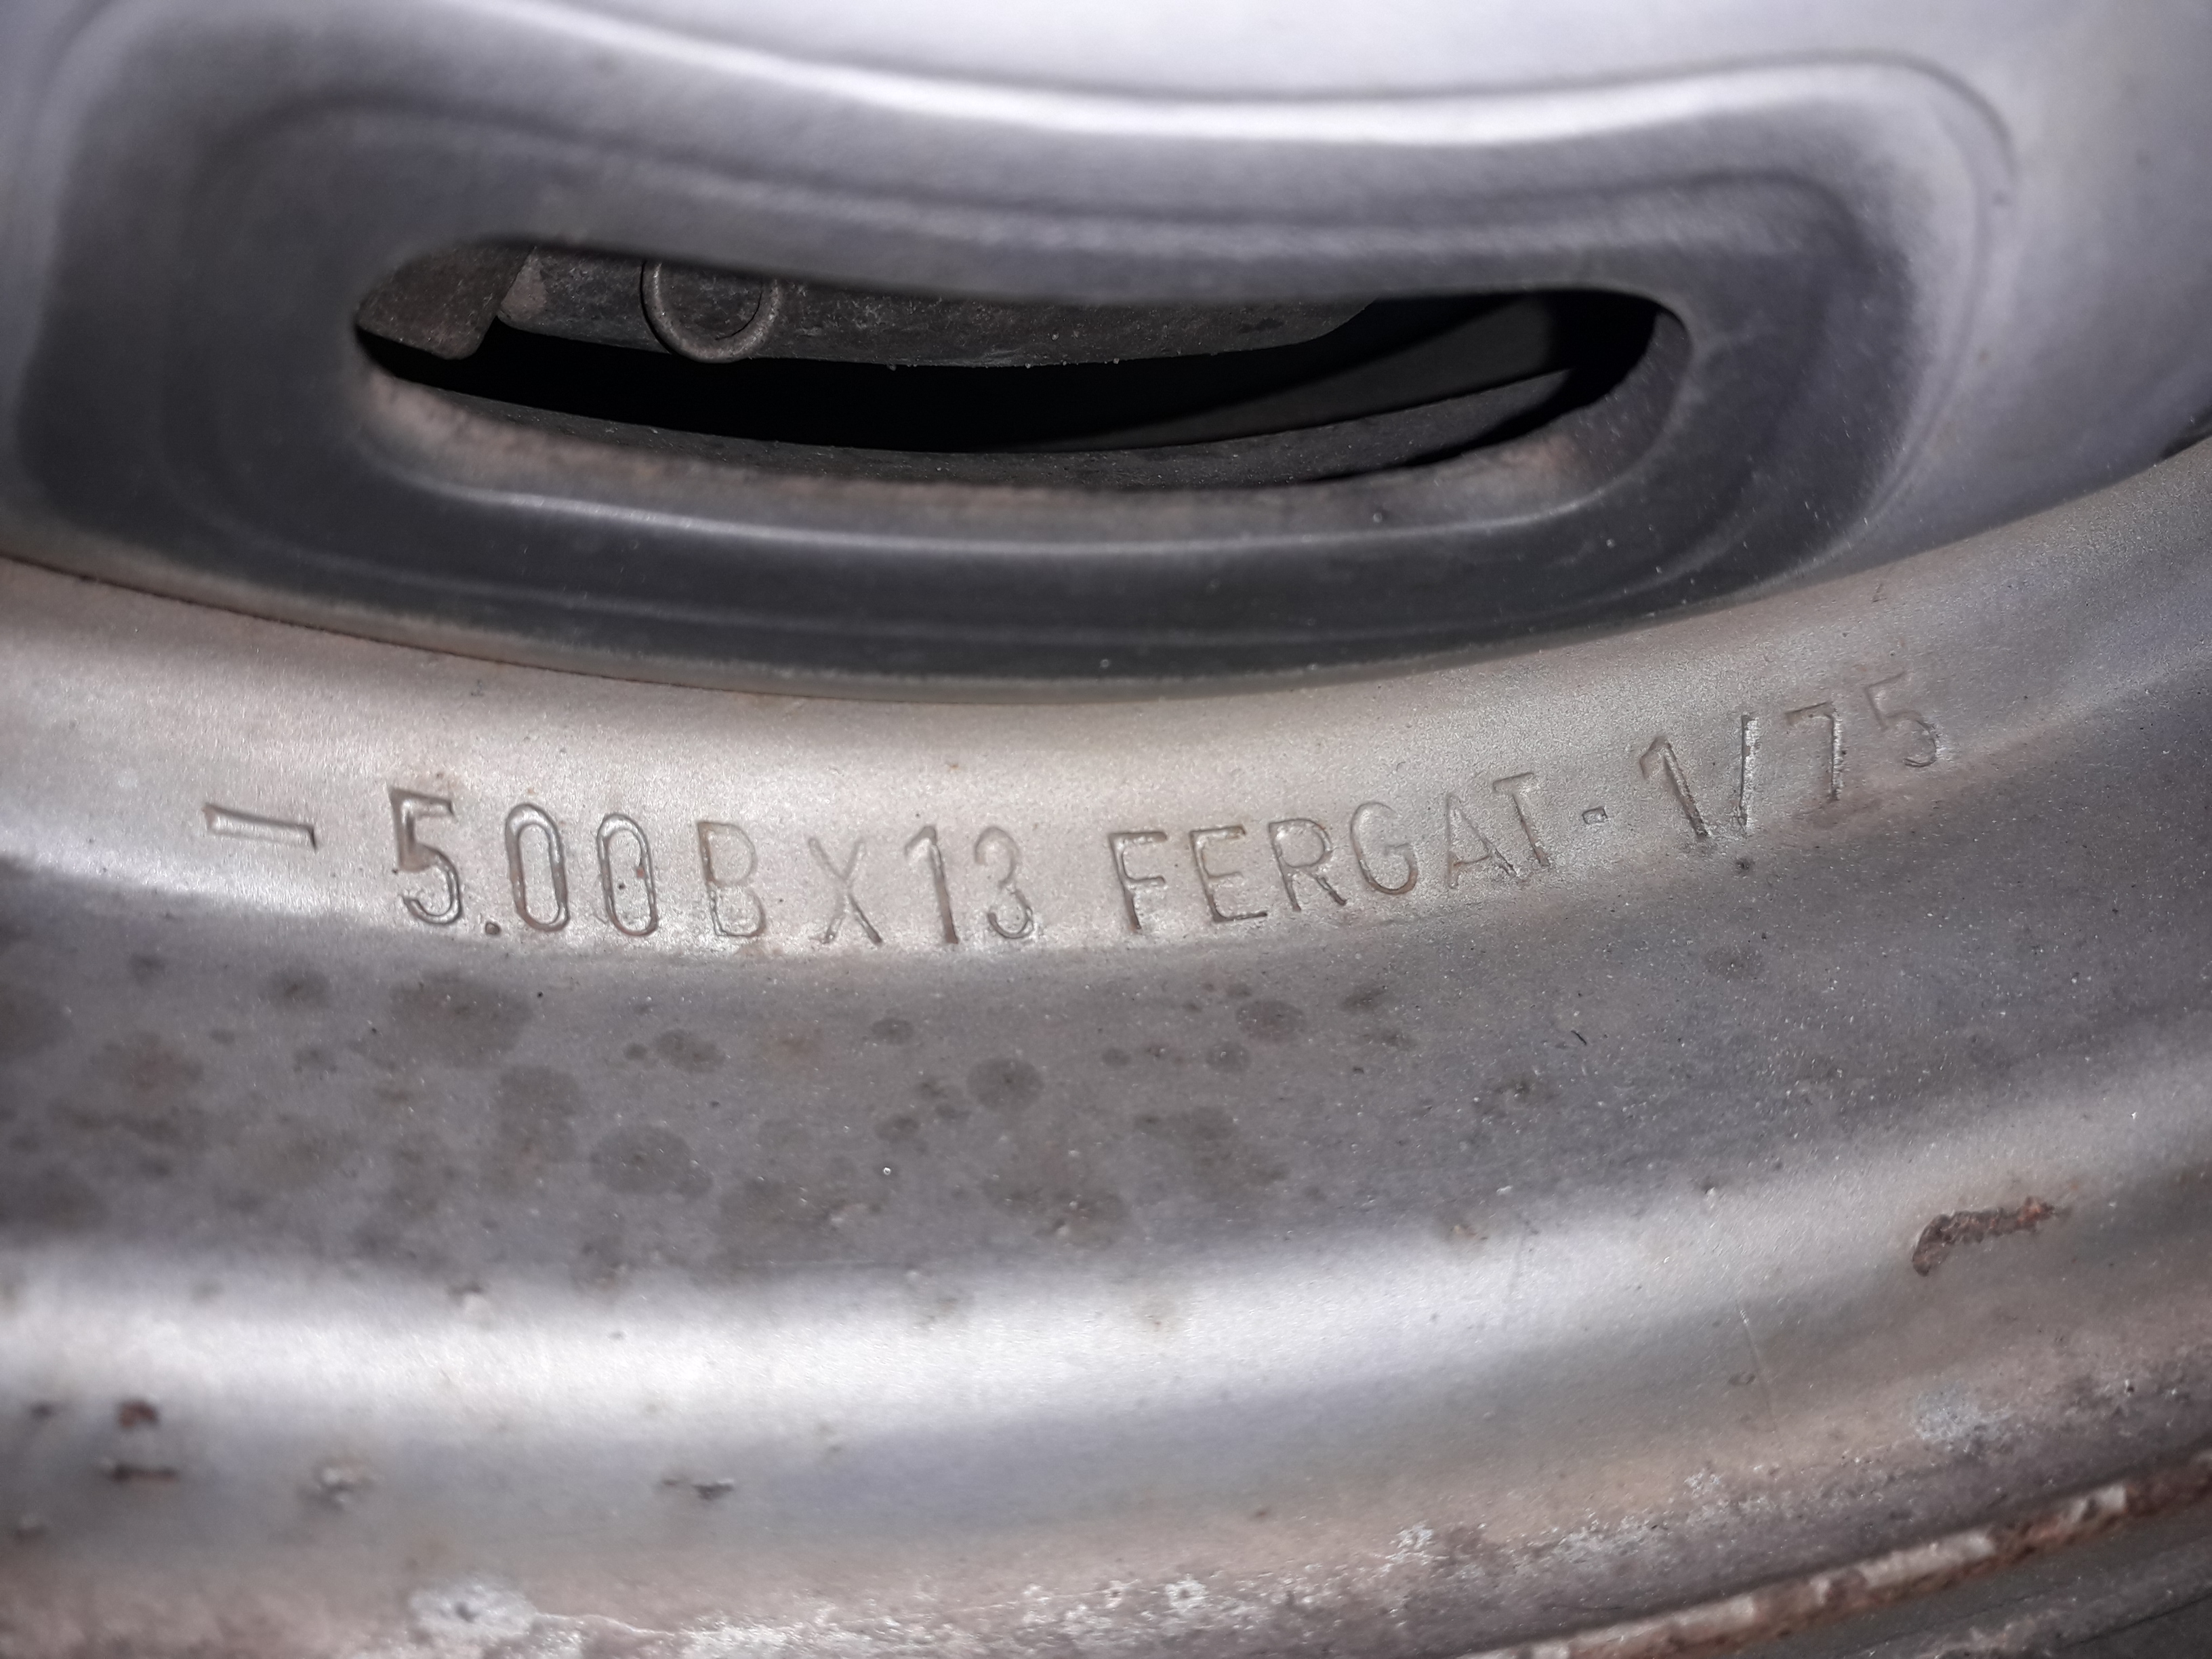 - 5.00 B X 13 FERGAT - 1/75